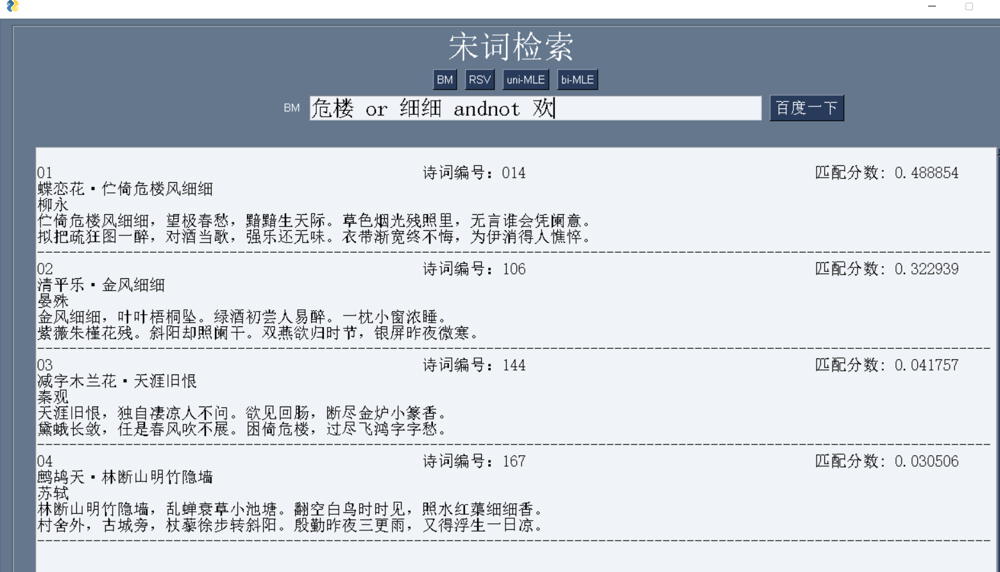 宋词检索
BM RSV uni-MLE bi-MLE
BM 危楼 or 细细 andnot 欢 百度一下
01 诗词编号：014 匹配分数: 0.488854
蝶恋花·伫倚危楼风细细
柳永
伫倚危楼风细细，望极春愁，黯黯生天际。草色烟光残照里，无言谁会凭阑意。
拟把疏狂图一醉，对酒当歌，强乐还无味。衣带渐宽终不悔，为伊消得人憔悴。
02 诗词编号：106 匹配分数: 0.322939
清平乐·金风细细
晏殊
金风细细，叶叶梧桐坠。绿酒初尝人易醉。一枕小窗浓睡。
紫薇朱槿花残。斜阳却照阑干。双燕欲归时节，银屏昨夜微寒。
03 诗词编号：144 匹配分数: 0.041757
减字木兰花·天涯旧恨
秦观
天涯旧恨，独自凄凉人不问。欲见回肠，断尽金炉小篆香。
黛蛾长敛，任是春风吹不展。困倚危楼，过尽飞鸿字字愁。
04 诗词编号：167 匹配分数: 0.030506
鹧鸪天·林断山明竹隐墙
苏轼
林断山明竹隐墙，乱蝉衰草小池塘。翻空白鸟时时见，照水红蕖细细香。
村舍外，古城旁，杖藜徐步转斜阳。殷勤昨夜三更雨，又得浮生一日凉。